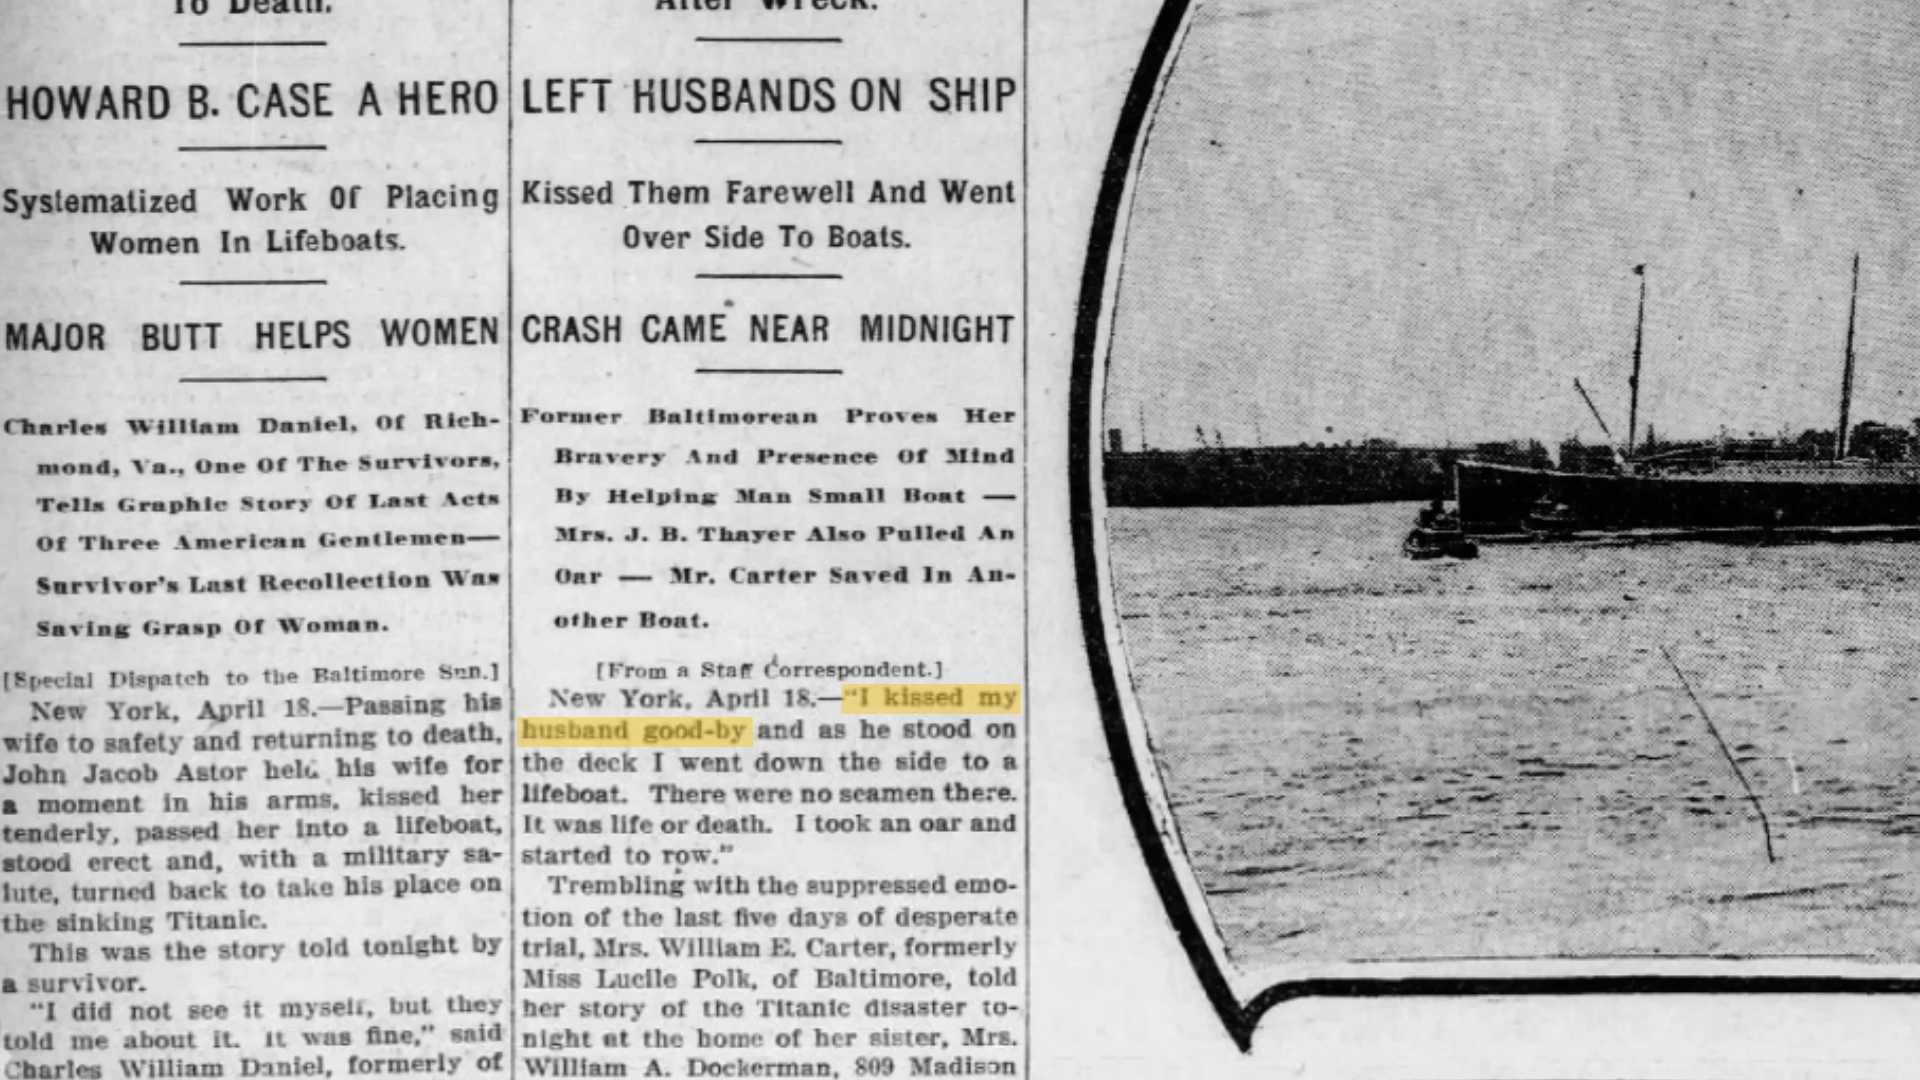 To Death.
HOWARD B. CASE A HERO
Systematized Work Of Placing
Women In Lifeboats.
MAJOR BUTT HELPS WOMEN
Charles William Daniel, Of Rich-
mond, Va., One Of The Survivors,
Tells Graphic Story Of Last Acts
Of Three American Gentlemen—
Survivor's Last Recollection Was
Saving Grasp Of Woman.
[Special Dispatch to the Baltimore Sun.]
New York, April 18.—Passing his
wife to safety and returning to death,
John Jacob Astor held his wife for
a moment in his arms, kissed her
tenderly, passed her into a lifeboat,
stood erect and, with a military sa-
lute, turned back to take his place on
the sinking Titanic.
This was the story told tonight by
a survivor.
"I did not see it myself, but they
told me about it. It was fine," said
Charles William Daniel, formerly of
After Wreck.
LEFT HUSBANDS ON SHIP
Kissed Them Farewell And Went
Over Side To Boats.
CRASH CAME NEAR MIDNIGHT
Former Baltimorean Proves Her
Bravery And Presence Of Mind
By Helping Man Small Boat —
Mrs. J. B. Thayer Also Pulled An
Oar — Mr. Carter Saved In An-
other Boat.
[From a Staff Correspondent.]
New York, April 18.—"I kissed my
husband good-by and as he stood on
the deck I went down the side to a
lifeboat. There were no seamen there.
It was life or death. I took an oar and
started to row."
Trembling with the suppressed emo-
tion of the last five days of desperate
trial, Mrs. William E. Carter, formerly
Miss Lucile Polk, of Baltimore, told
her story of the Titanic disaster to-
night at the home of her sister, Mrs.
William A. Dockerman, 809 Madison